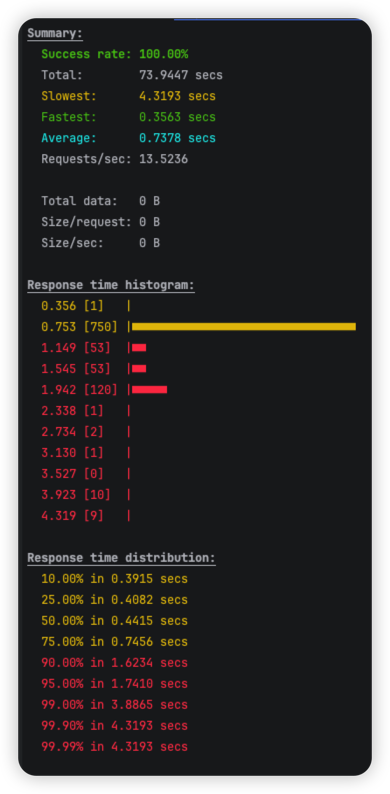 Summary:
Success rate: 100.00%
Total: 73.9447 secs
Slowest: 4.3193 secs
Fastest: 0.3563 secs
Average: 0.7378 secs
Requests/sec: 13.5236
Total data: 0 B
Size/request: 0 B
Size/sec: 0 B
Response time histogram:
0.356 [1] |
0.753 [750] |
1.149 [53] |
1.545 [53] |
1.942 [120] |
2.338 [1] |
2.734 [2] |
3.130 [1] |
3.527 [0] |
3.923 [10] |
4.319 [9] |
Response time distribution:
10.00% in 0.3915 secs
25.00% in 0.4082 secs
50.00% in 0.4415 secs
75.00% in 0.7456 secs
90.00% in 1.6234 secs
95.00% in 1.7410 secs
99.00% in 3.8865 secs
99.90% in 4.3193 secs
99.99% in 4.3193 secs